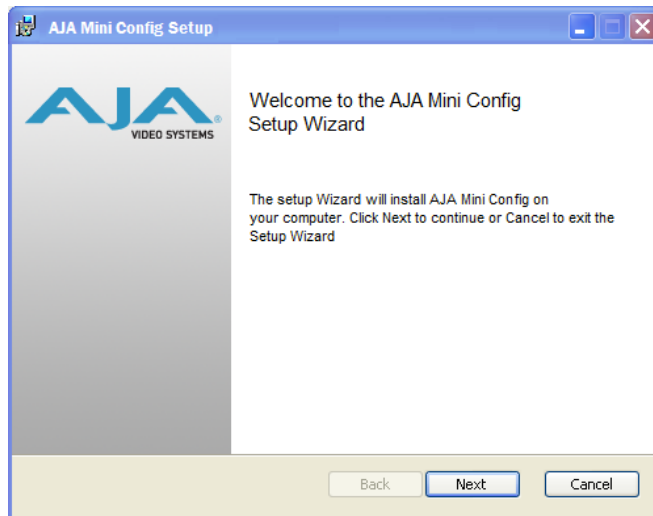 AJA Mini Config Setup
AJA
VIDEO SYSTEMS
Welcome to the AJA Mini Config
Setup Wizard
The setup Wizard will install AJA Mini Config on
your computer. Click Next to continue or Cancel to exit the
Setup Wizard
Back Next Cancel